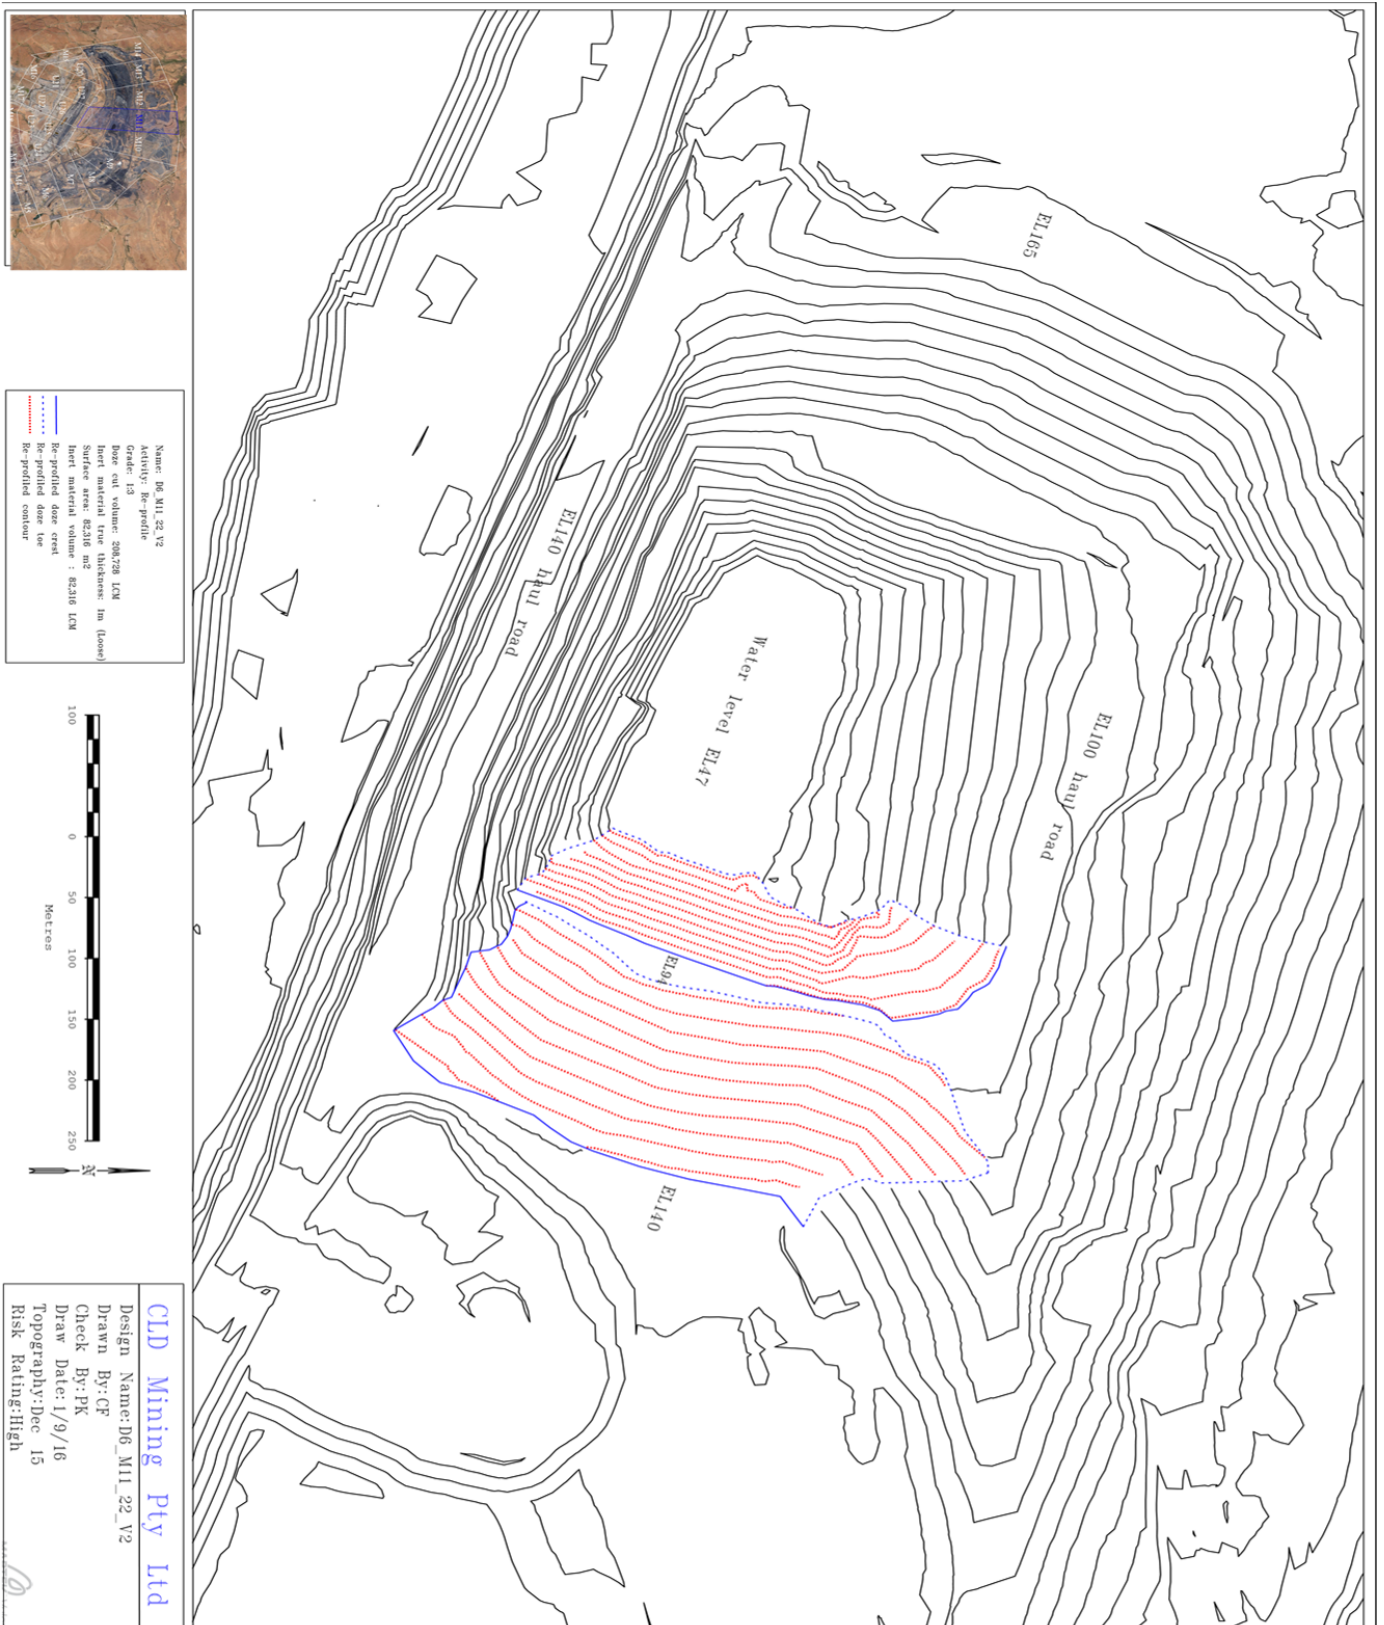 EL165
EL140 haul road
Water level EL47
EL100 haul road
EL94
EL140
Name: D6_M11_22_V2
Activity: Re-profile
Grade: 1:3
Doze cut volume: 208,728 LCM
Inert material true thickness: 1m (Loose)
Surface area: 82,316 m2
Inert material volume : 82,316 LCM
Re-profiled doze crest
Re-profiled doze toe
Re-profiled contour
100 0 50 100 150 200 250
Metres
N
CLD Mining Pty Ltd
Design Name:D6_M11_22_V2
Drawn By:CF
Check By:PK
Draw Date:1/9/16
Topography:Dec 15
Risk Rating:High